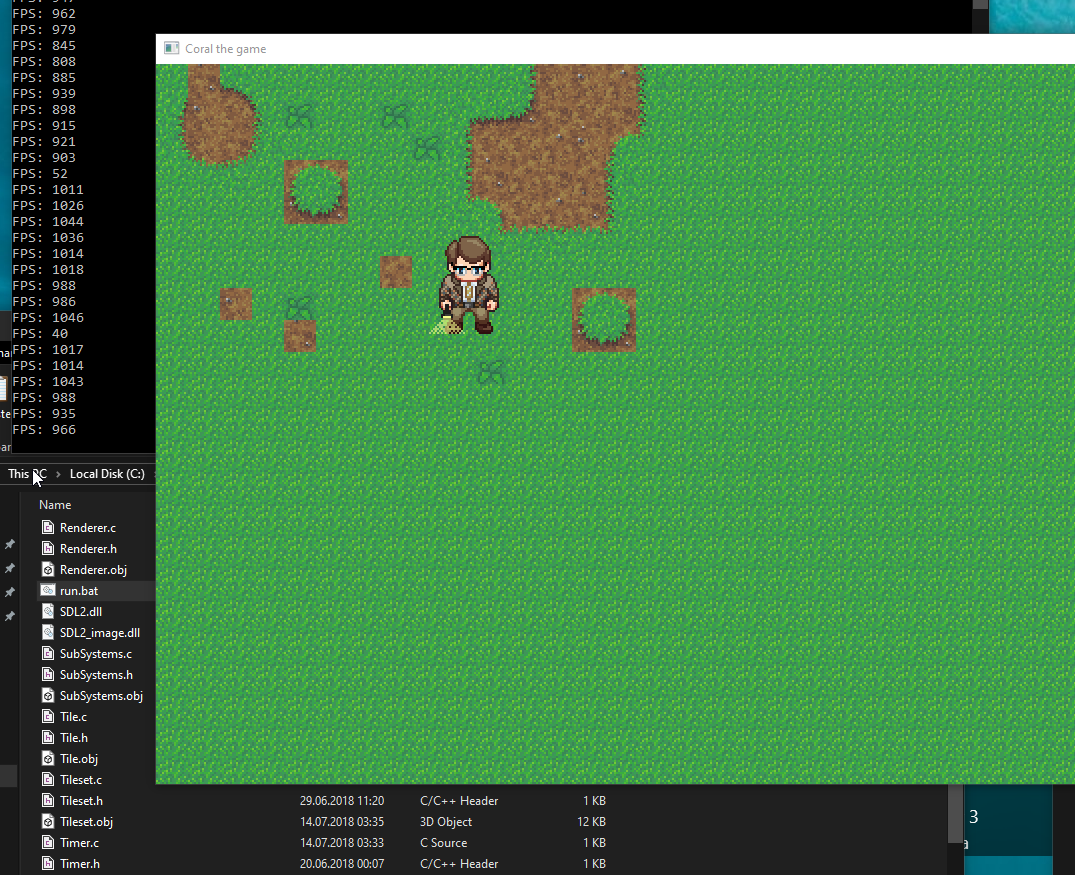 FPS: 962
FPS: 979
FPS: 845
FPS: 808
FPS: 885
FPS: 939
FPS: 898
FPS: 915
FPS: 921
FPS: 903
FPS: 52
FPS: 1011
FPS: 1026
FPS: 1044
FPS: 1036
FPS: 1014
FPS: 1018
FPS: 988
FPS: 986
FPS: 1046
FPS: 40
FPS: 1017
FPS: 1014
FPS: 1043
FPS: 988
FPS: 935
FPS: 966
Coral the game
This PC > Local Disk (C:)
Name
Renderer.c
Renderer.h
Renderer.obj
run.bat
SDL2.dll
SDL2_image.dll
SubSystems.c
SubSystems.h
SubSystems.obj
Tile.c
Tile.h
Tile.obj
Tileset.c
Tileset.h 29.06.2018 11:20 C/C++ Header 1 KB
Tileset.obj 14.07.2018 03:35 3D Object 12 KB
Timer.c 14.07.2018 03:33 C Source 1 KB
Timer.h 20.06.2018 00:07 C/C++ Header 1 KB
3